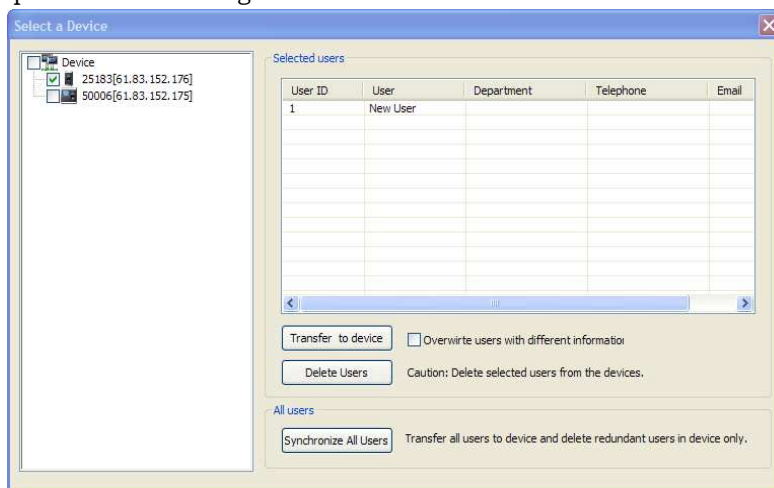 Select a Device
Device
25183[61.83.152.176]
50006[61.83.152.175]
Selected users
User ID User Department Telephone Email
1 New User
Transfer to device Overwirte users with different information
Delete Users Caution: Delete selected users from the devices.
All users
Synchronize All Users Transfer all users to device and delete redundant users in device only.